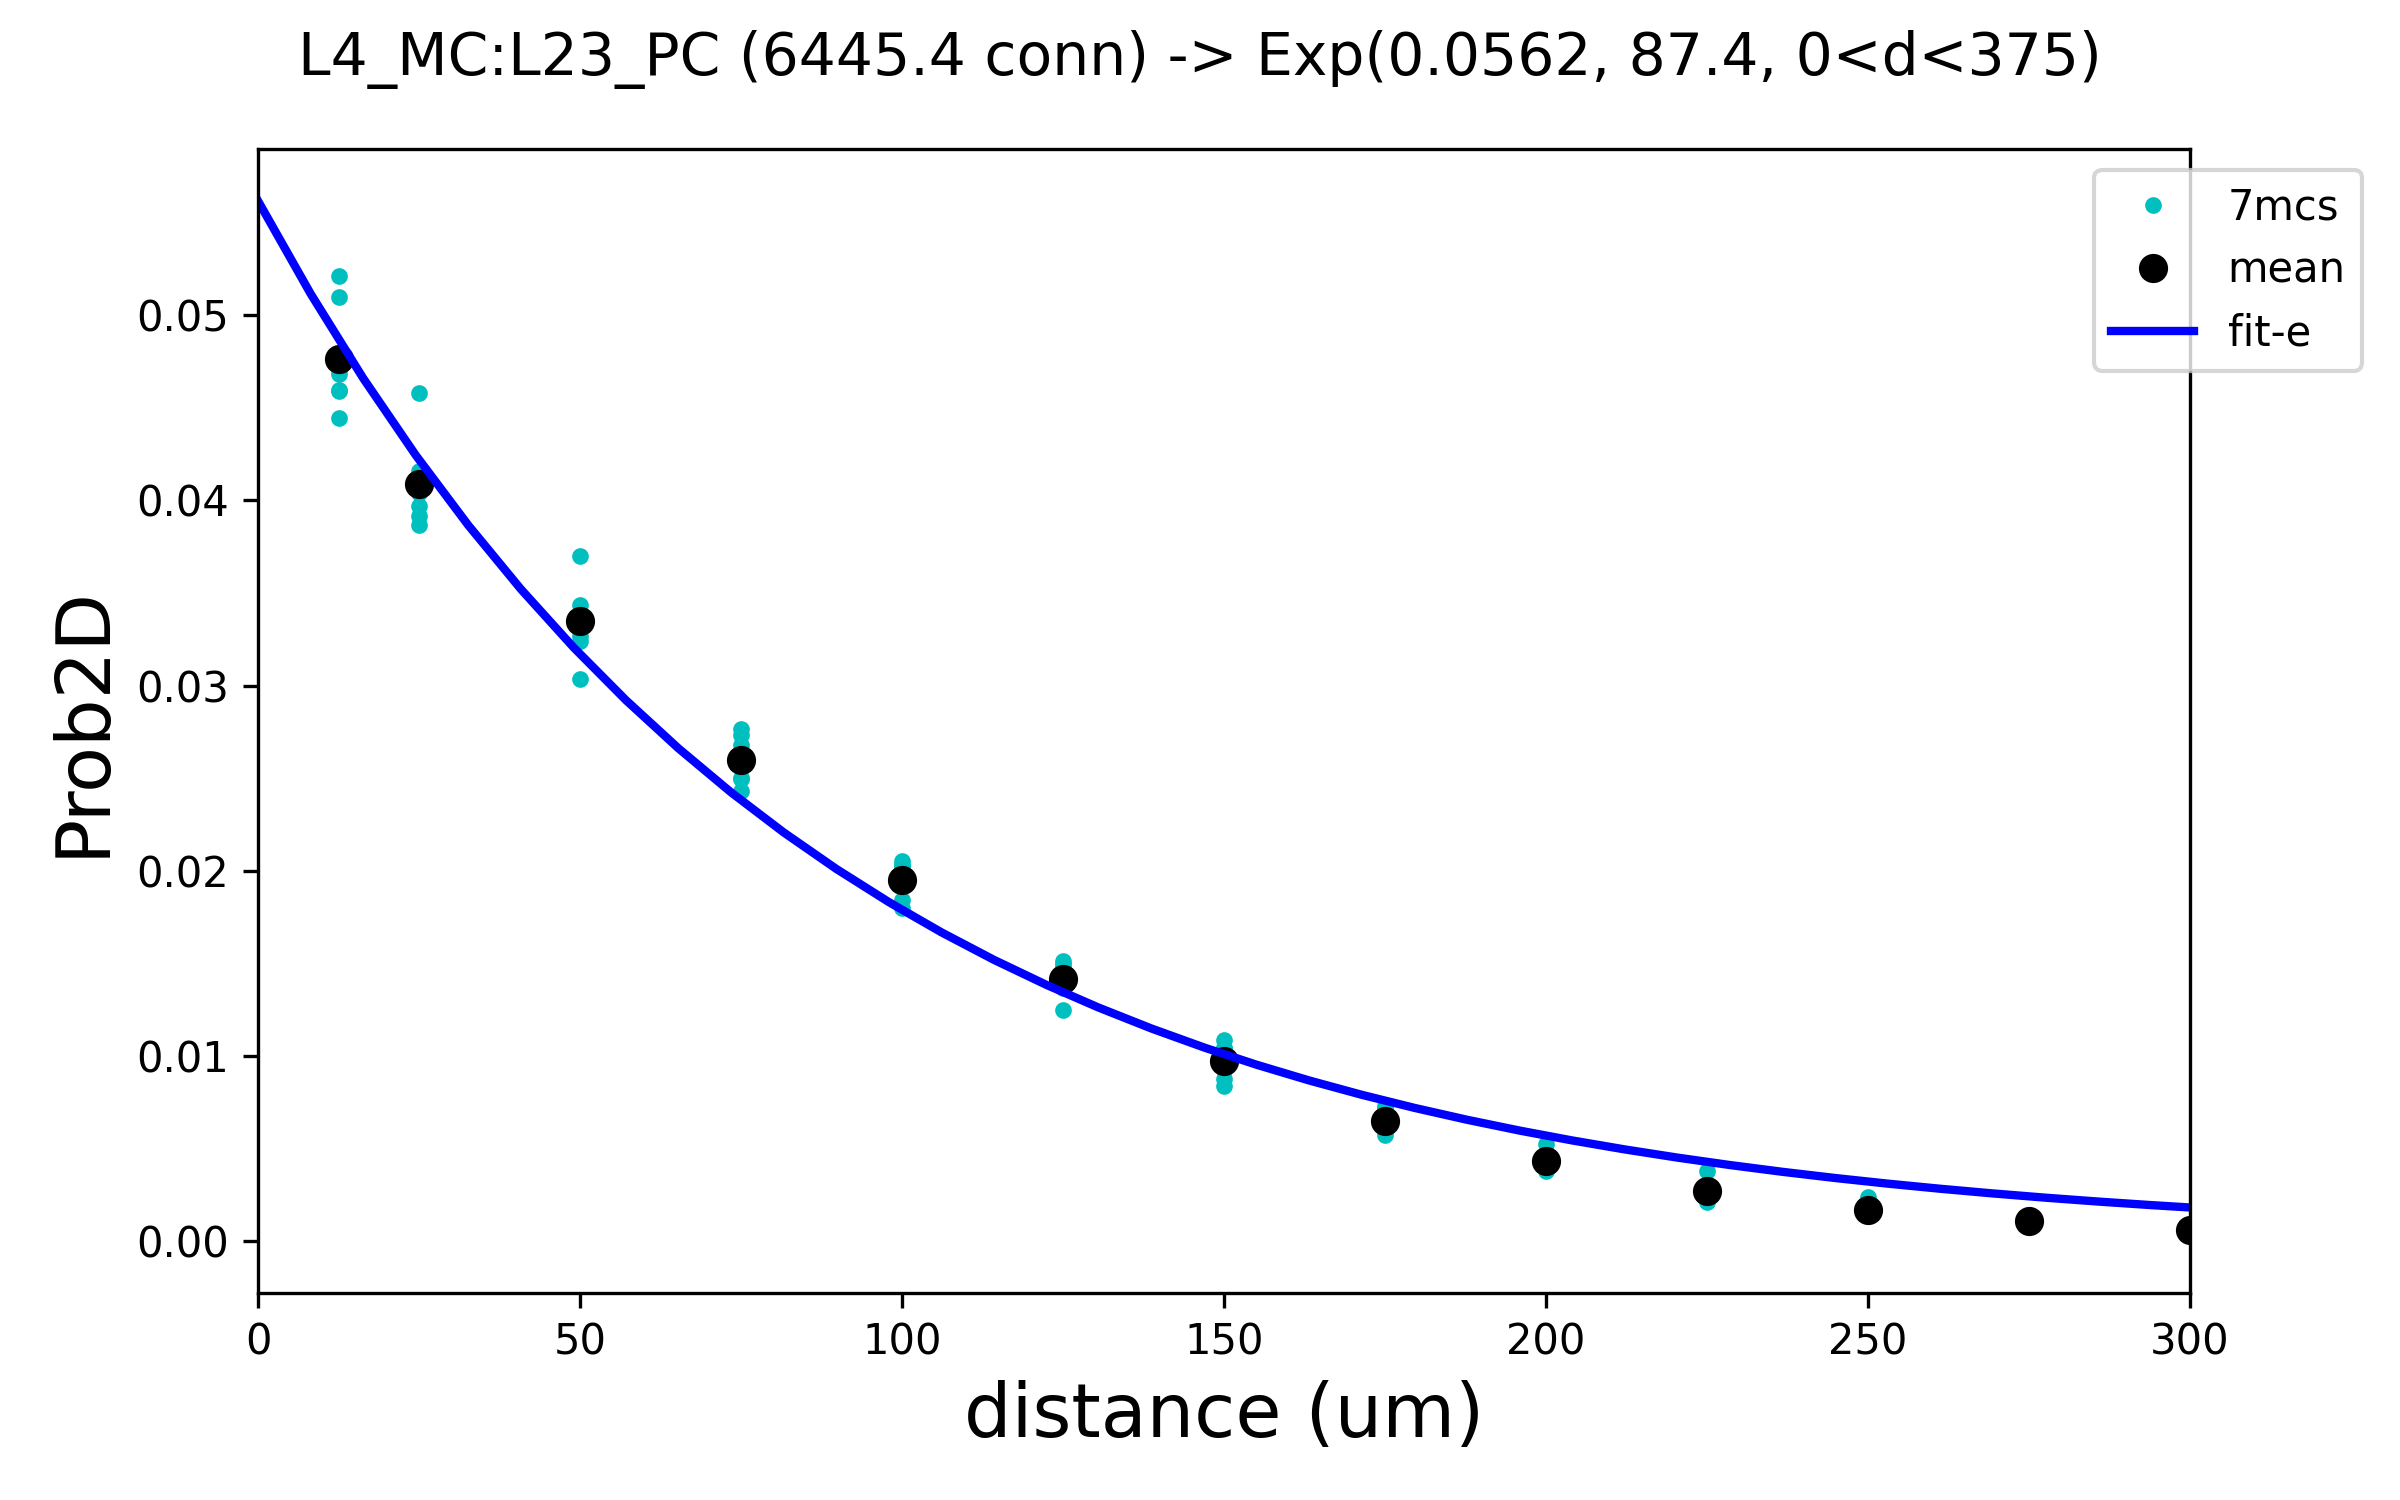 L4_MC:L23_PC (6445.4 conn) -> Exp(0.0562, 87.4, 0<d<375)
7mcs
mean
fit-e
Prob2D
0.05
0.04
0.03
0.02
0.01
0.00
0 50 100 150 200 250 300
distance (um)